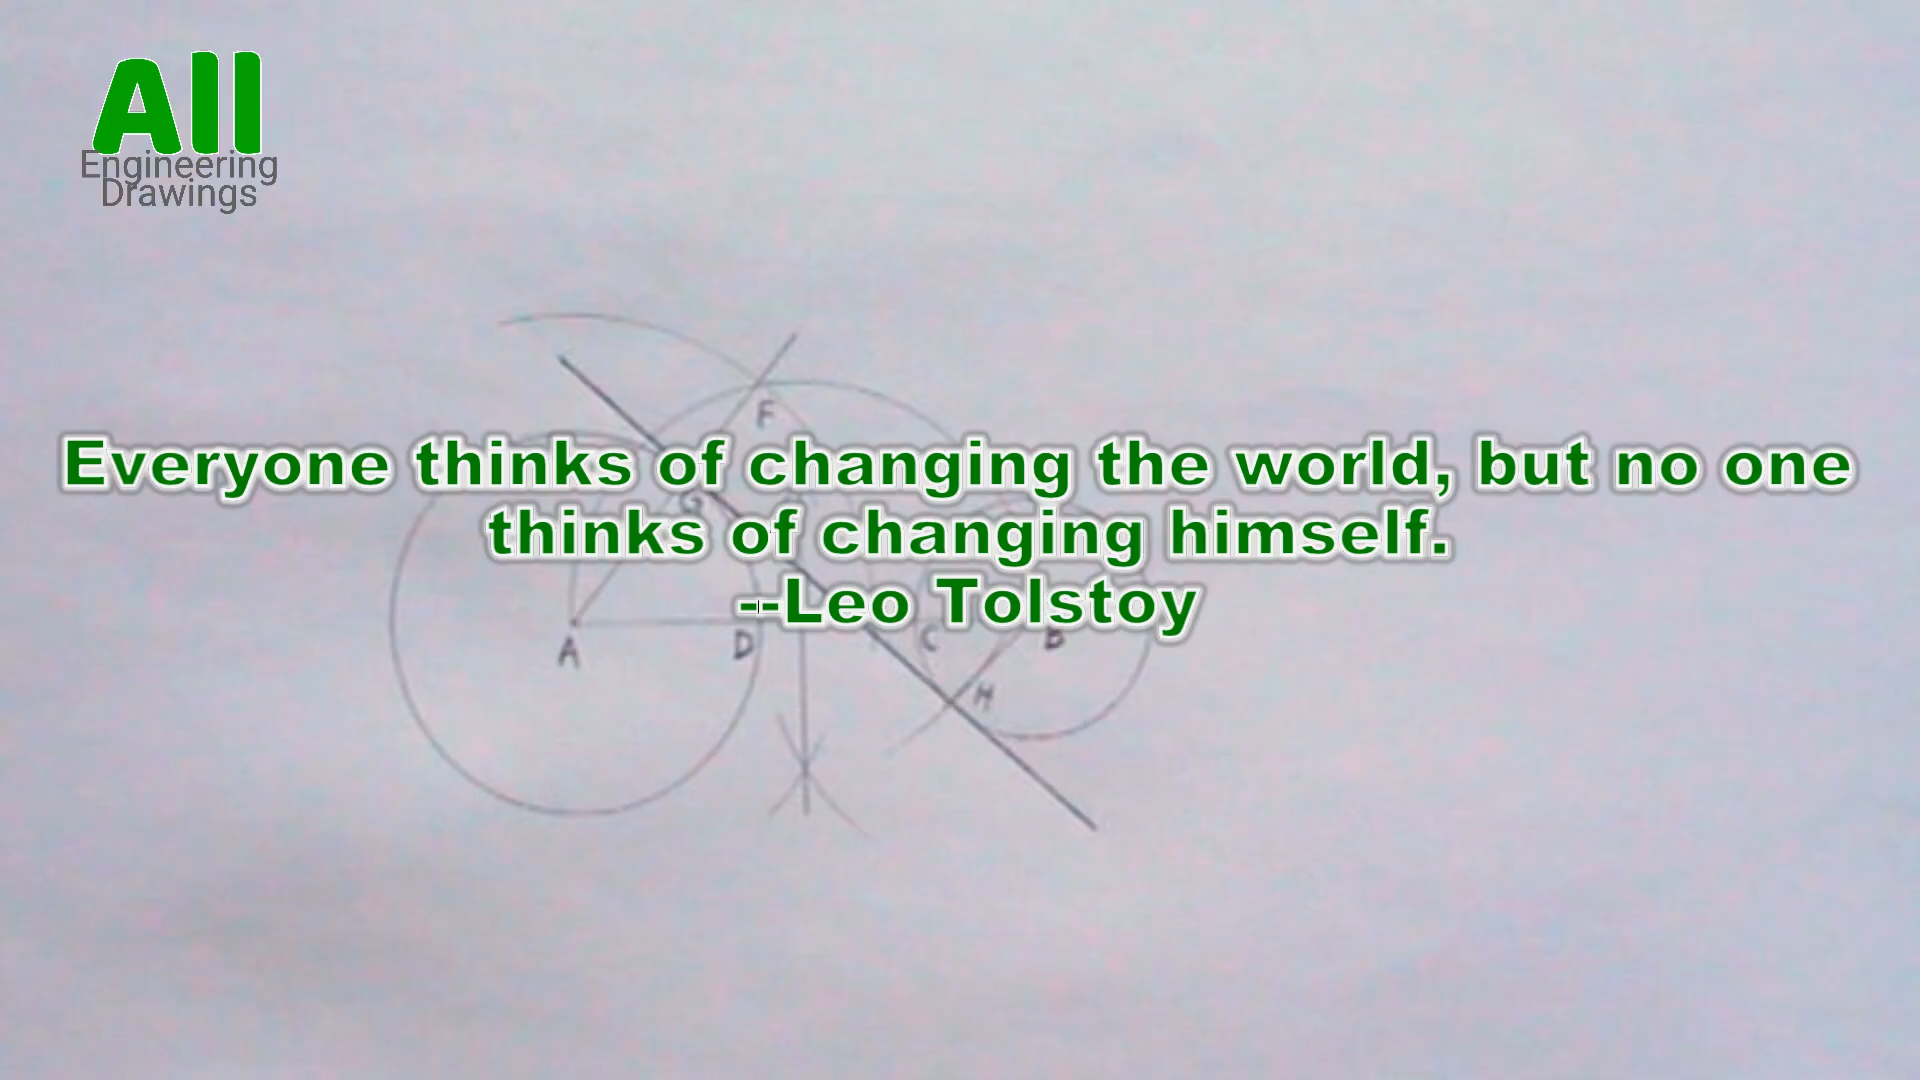 All
Engineering
Drawings
F
Everyone thinks of changing the world, but no one
G
thinks of changing himself.
--Leo Tolstoy
A
D
C
B
H